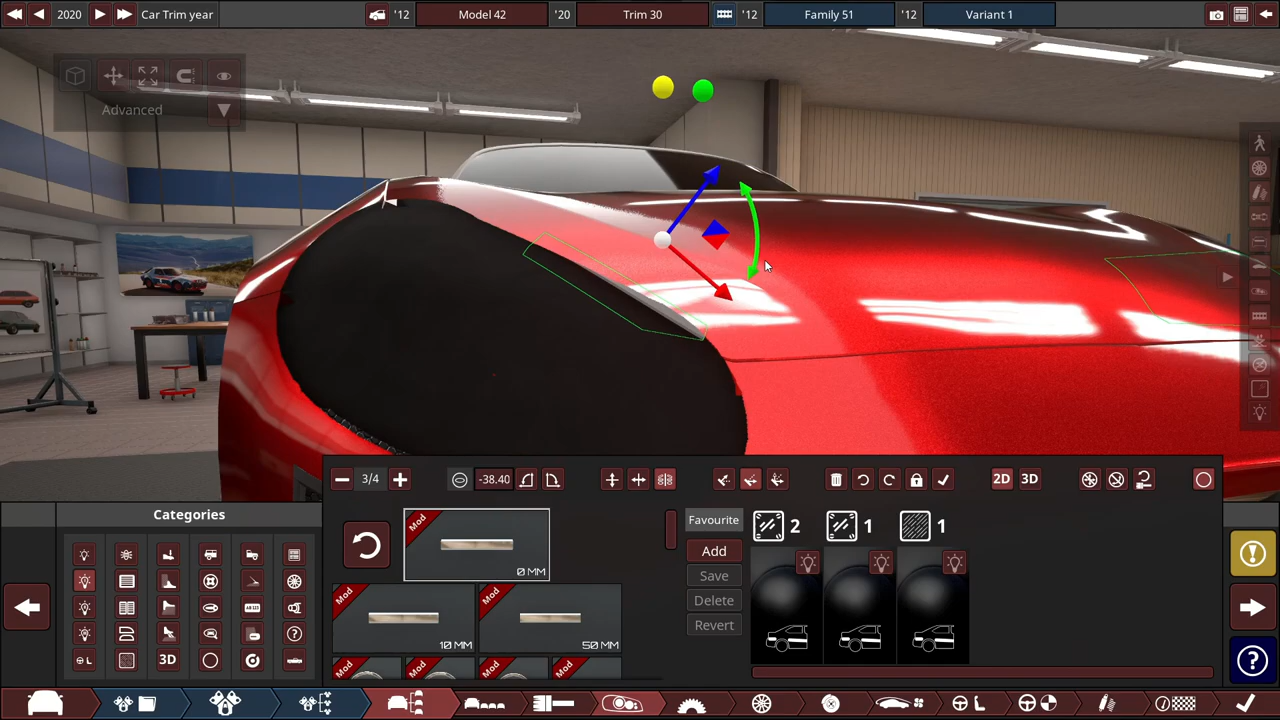 2020 Car Trim year '12 Model 42 '20 Trim 30 '12 Family 51 '12 Variant 1
Advanced
Categories
3/4 -38.40 2D 3D
Mod
0 MM
Mod
10 MM
Mod
50 MM
Mod
Mod
Mod
Mod
Favourite
Add
Save
Delete
Revert
2 1 1
L
3D
?
?